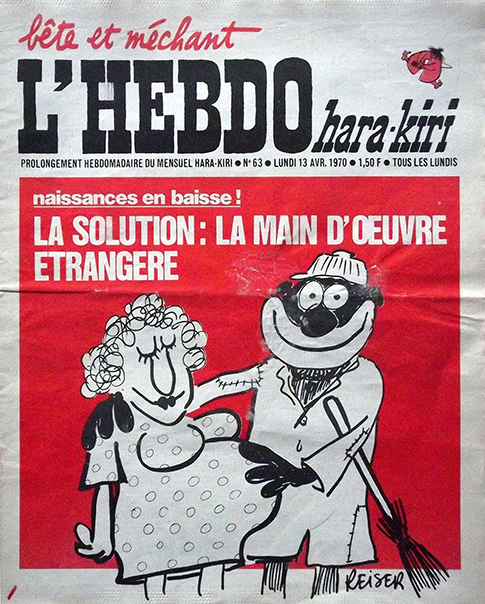 bête et méchant
L'HEBDO hara-kiri
PROLONGEMENT HEBDOMADAIRE DU MENSUEL HARA-KIRI ● N° 63 ● LUNDI 13 AVR. 1970 ● 1,50 F ● TOUS LES LUNDIS
naissances en baisse !
LA SOLUTION : LA MAIN D'ŒUVRE
ETRANGERE
REISER